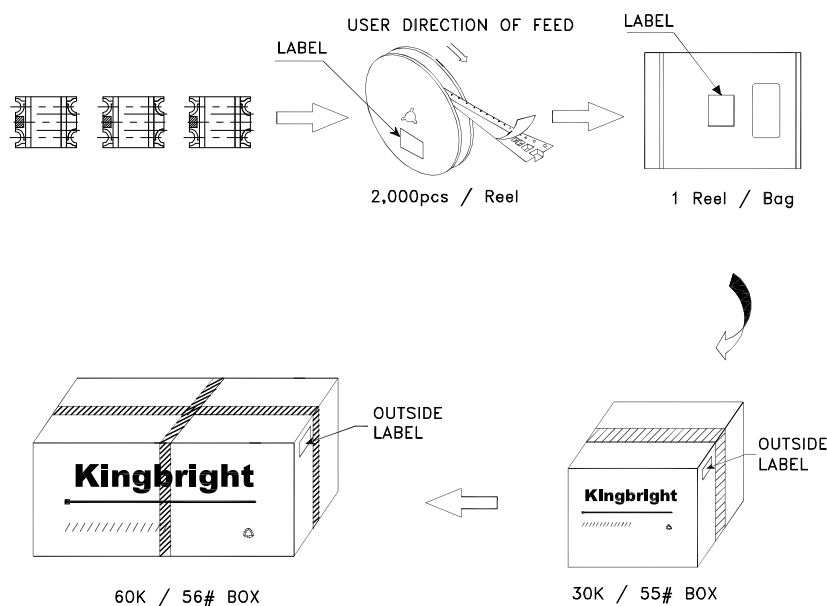 USER DIRECTION OF FEED
LABEL
LABEL
2,000pcs / Reel
1 Reel / Bag
OUTSIDE
LABEL
Kingbright
60K / 56# BOX
OUTSIDE
LABEL
Kingbright
30K / 55# BOX